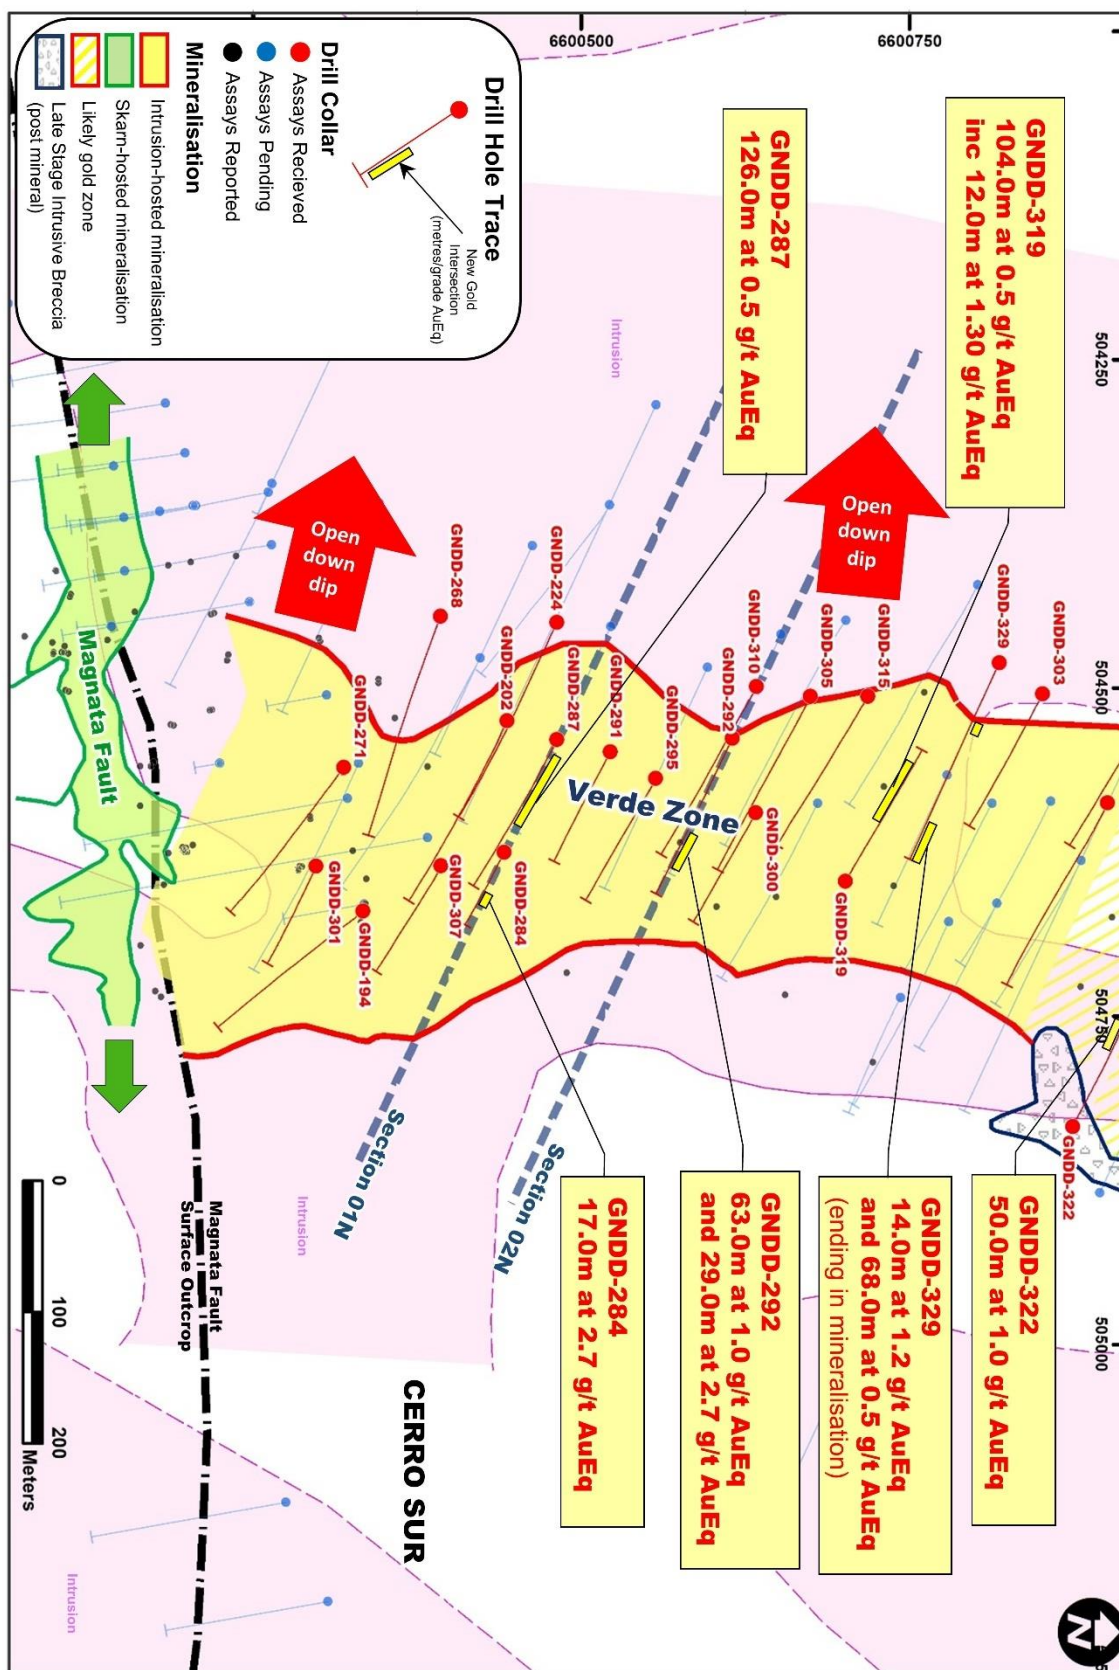 6600500
6600750
504250
504500
504750
505000
GNDD-319
104.0m at 0.5 g/t AuEq
inc 12.0m at 1.30 g/t AuEq
GNDD-287
126.0m at 0.5 g/t AuEq
Drill Hole Trace
New Gold
Intersection
(metres/grade AuEq)
Drill Collar
Assays Recieved
Assays Pending
Assays Reported
Mineralisation
Intrusion-hosted mineralisation
Skarn-hosted mineralisation
Likely gold zone
Late Stage Intrusive Breccia
(post mineral)
Intrusion
Open
down
dip
Open
down
dip
GNDD-268
GNDD-224
GNDD-202
GNDD-287
GNDD-291
GNDD-295
GNDD-310
GNDD-292
GNDD-305
GNDD-315
GNDD-329
GNDD-303
GNDD-271
GNDD-300
GNDD-319
GNDD-301
GNDD-194
GNDD-307
GNDD-284
GNDD-322
Verde Zone
Magnata Fault
Section 01N
Section 02N
Magnata Fault
Surface Outcrop
Intrusion
GNDD-322
50.0m at 1.0 g/t AuEq
GNDD-329
14.0m at 1.2 g/t AuEq
and 68.0m at 0.5 g/t AuEq
(ending in mineralisation)
GNDD-292
63.0m at 1.0 g/t AuEq
and 29.0m at 2.7 g/t AuEq
GNDD-284
17.0m at 2.7 g/t AuEq
CERRO SUR
0
100
200
Meters
Intrusion
N